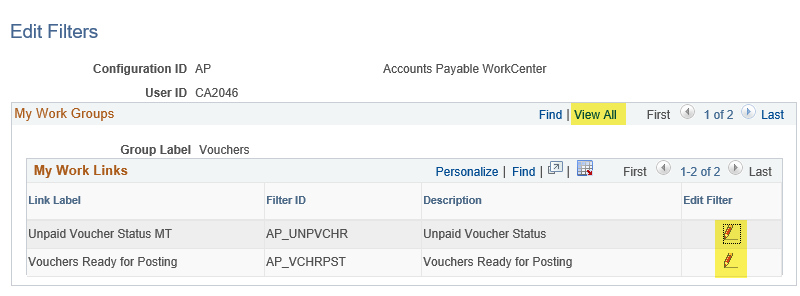 Edit Filters
Configuration ID AP Accounts Payable WorkCenter
User ID CA2046
My Work Groups Find | View All First 1 of 2 Last
Group Label Vouchers
My Work Links Personalize | Find | | First 1-2 of 2 Last
Link Label Filter ID Description Edit Filter
Unpaid Voucher Status MT AP_UNPVCHR Unpaid Voucher Status
Vouchers Ready for Posting AP_VCHRPST Vouchers Ready for Posting